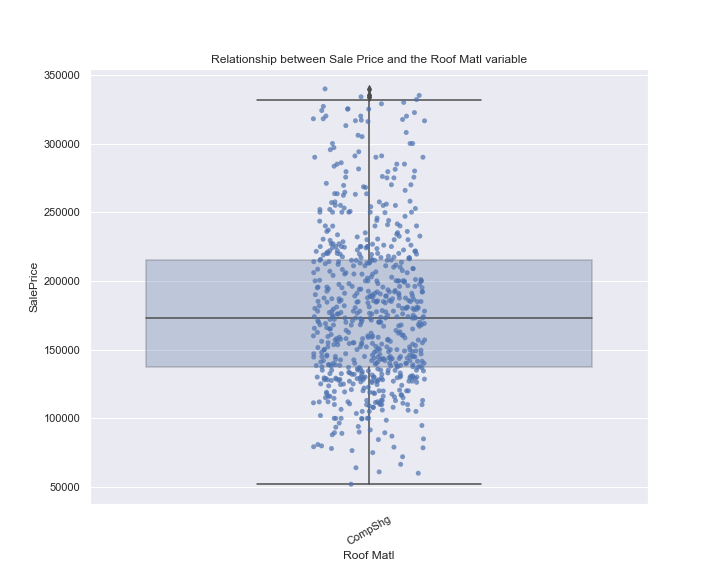 Relationship between Sale Price and the Roof Matl variable
350000
300000
250000
200000
150000
100000
50000
SalePrice
CompShg
Roof Matl